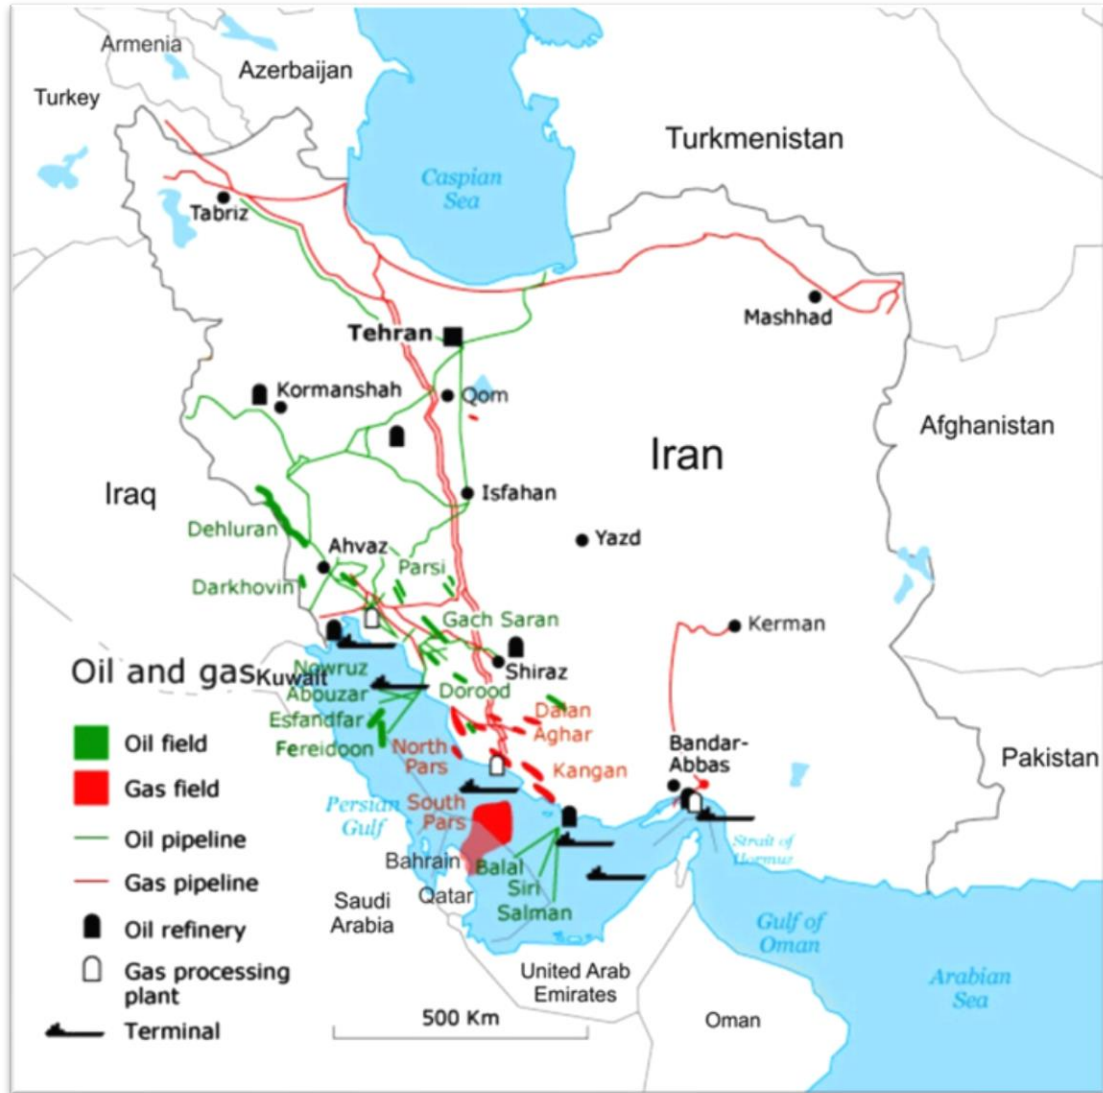 Armenia
Azerbaijan
Turkey
Turkmenistan
Caspian
Sea
Tabriz
Mashhad
Tehran
Kormanshah
Qom
Afghanistan
Iran
Iraq
Isfahan
Dehluran
Yazd
Ahvaz
Parsi
Darkhovin
Gach Saran
Kerman
Oil and gas
Kuwait
Nowruz
Shiraz
Abouzar
Dorood
Esfandfar
Dalan
Aghar
Fereidoon
North
Pars
Kangan
Bandar-
Abbas
Pakistan
Oil field
Gas field
Persian
Gulf
South
Pars
Oil pipeline
Strait of
Hormuz
Bahrain
Balal
Gas pipeline
Siri
Qatar
Saudi
Arabia
Salman
Oil refinery
Gulf of
Oman
Gas processing
plant
United Arab
Emirates
Arabian
Sea
Terminal
500 Km
Oman